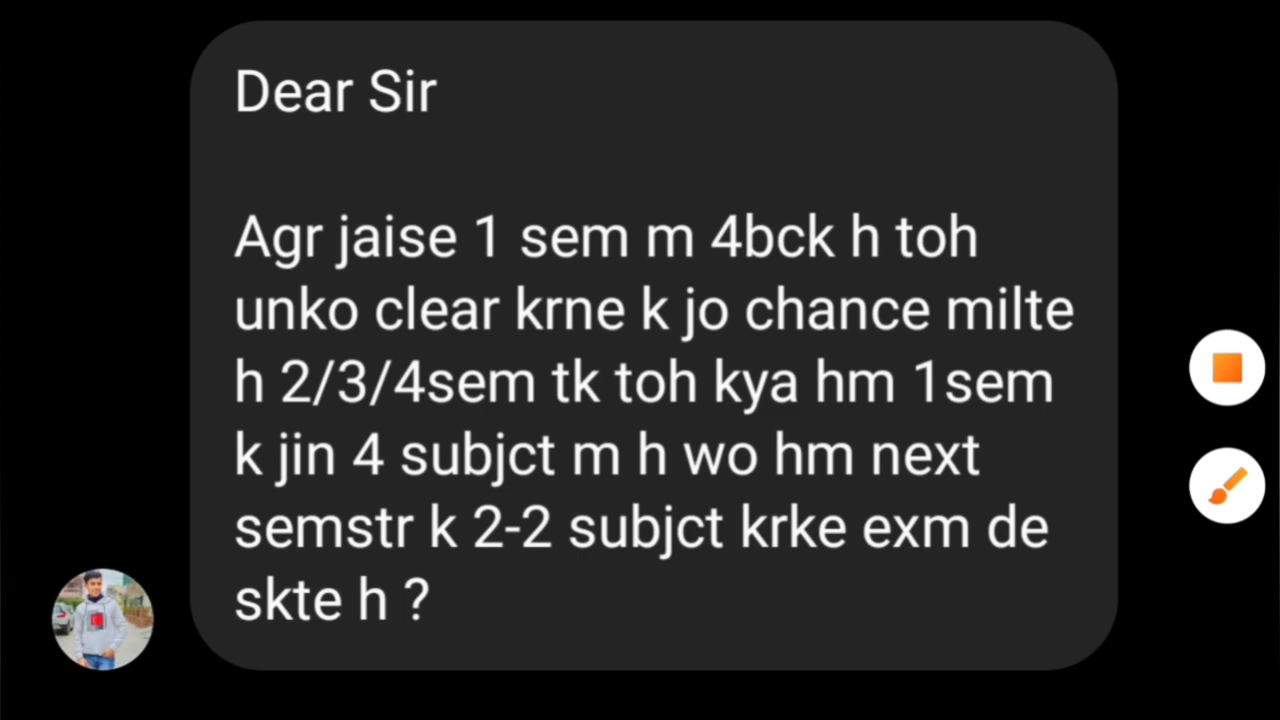 Dear Sir
Agr jaise 1 sem m 4bck h toh
unko clear krne k jo chance milte
h 2/3/4sem tk toh kya hm 1sem
k jin 4 subjct m h wo hm next
semstr k 2-2 subjct krke exm de
skte h ?